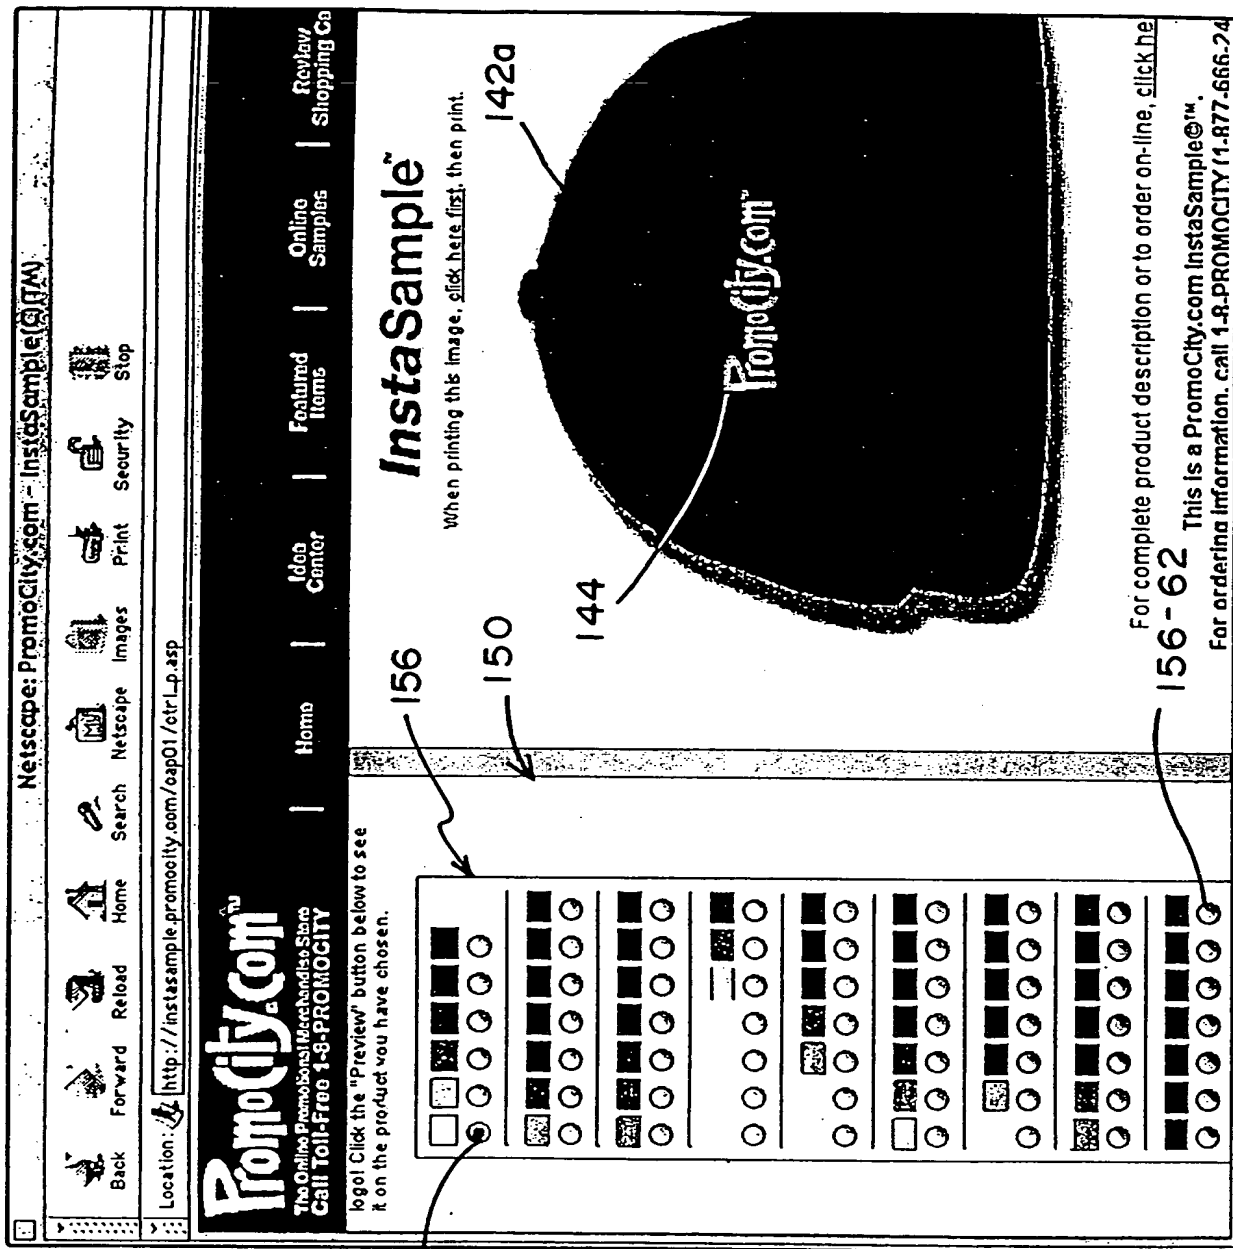 Netscape: PromoCity.com - InstaSample(C)(TM)
Back Forward Reload Home Search Netscape Images Print Security Stop
Location: http://instasample.promocity.com/oap01/ctrl_p.asp
PromoCity.com™
The Online Promotional Merchandise Store
Call Toll-Free 1-8-PROMOCITY
| Home | Idea Center | Featured Items | Online Samples | Review/ Shopping Ca
logo! Click the "Preview" button below to see
it on the product you have chosen.
156
150
InstaSample™
When printing this image, click here first, then print.
142a
144
PromoCity.com™
For complete product description or to order on-line, click he
156-62
This is a PromoCity.com InstaSample©™.
For ordering information, call 1-8-PROMOCITY (1-877-666-24